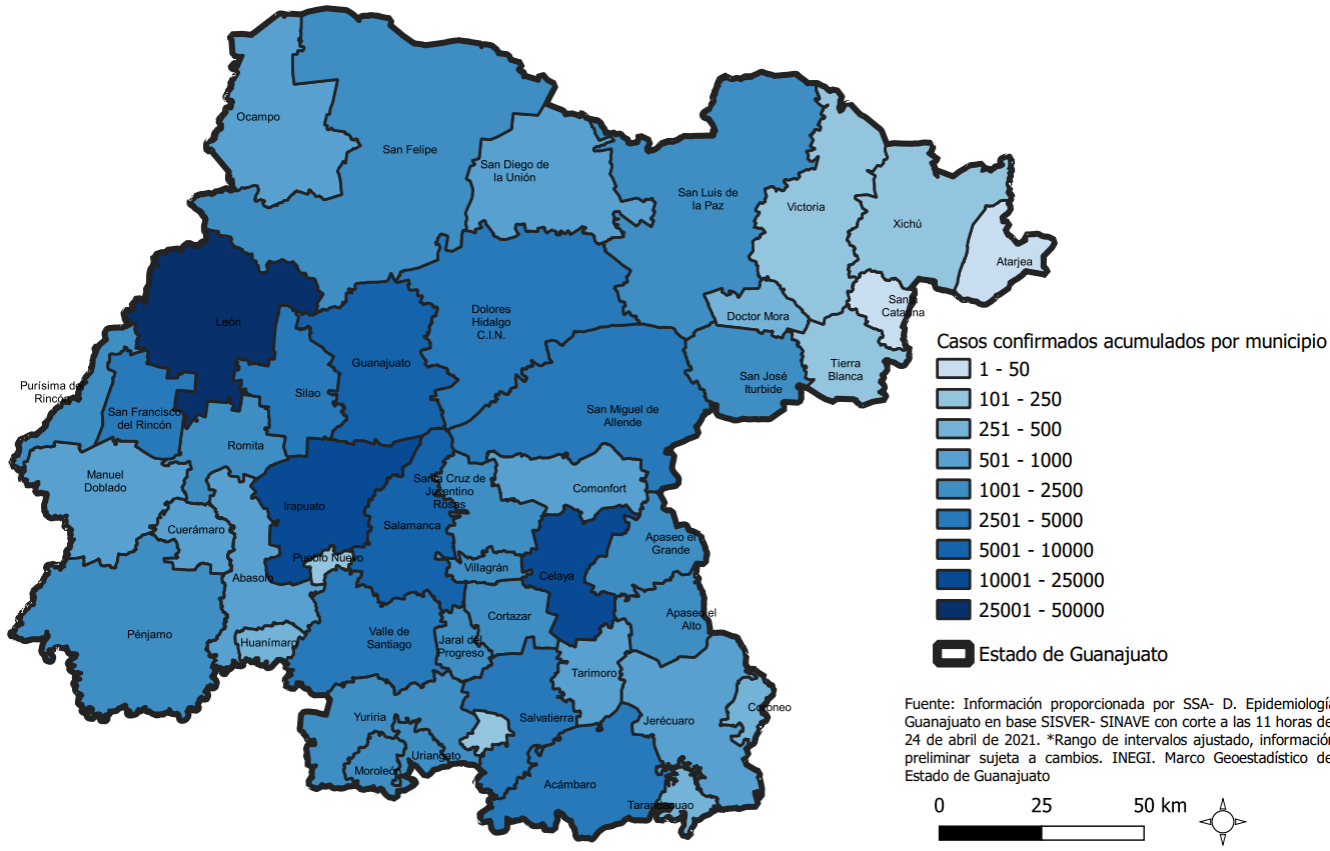 Ocampo
San Felipe
San Diego de
la Unión
San Luis de
la Paz
Victoria
Xichú
Atarjea
Santa
Catarina
Doctor Mora
Tierra
Blanca
San José
Iturbide
León
Guanajuato
Dolores
Hidalgo
C.I.N.
San Miguel de
Allende
Silao
Purísima del
Rincón
San Francisco
del Rincón
Romita
Manuel
Doblado
Cuerámaro
Irapuato
Pueblo Nuevo
Abasolo
Salamanca
Santa Cruz de
Juventino
Rosas
Comonfort
Villagrán
Celaya
Apaseo el
Grande
Apaseo el
Alto
Cortazar
Pénjamo
Huanímaro
Valle de
Santiago
Jaral del
Progreso
Tarimoro
Jerécuaro
Coroneo
Salvatierra
Yuriria
Uriangato
Moroleón
Acámbaro
Tarandacuao
Casos confirmados acumulados por municipio
1 - 50
101 - 250
251 - 500
501 - 1000
1001 - 2500
2501 - 5000
5001 - 10000
10001 - 25000
25001 - 50000
Estado de Guanajuato
Fuente: Información proporcionada por SSA- D. Epidemiología
Guanajuato en base SISVER- SINAVE con corte a las 11 horas de
24 de abril de 2021. *Rango de intervalos ajustado, información
preliminar sujeta a cambios. INEGI. Marco Geoestadístico de
Estado de Guanajuato
0 25 50 km